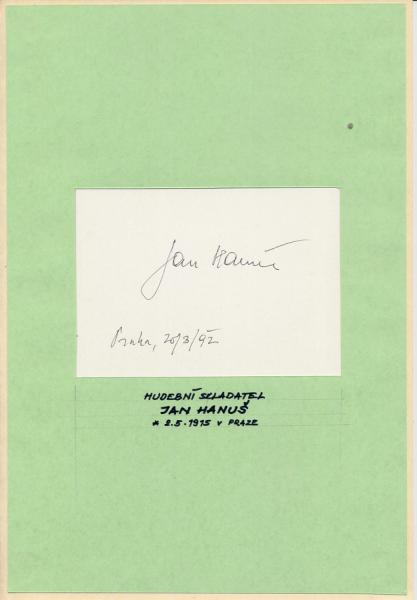 Jan Hanuš
Praha, 20/3/92
HUDEBNÍ SKLADATEL
JAN HANUŠ
* 2.5.1915 V PRAZE